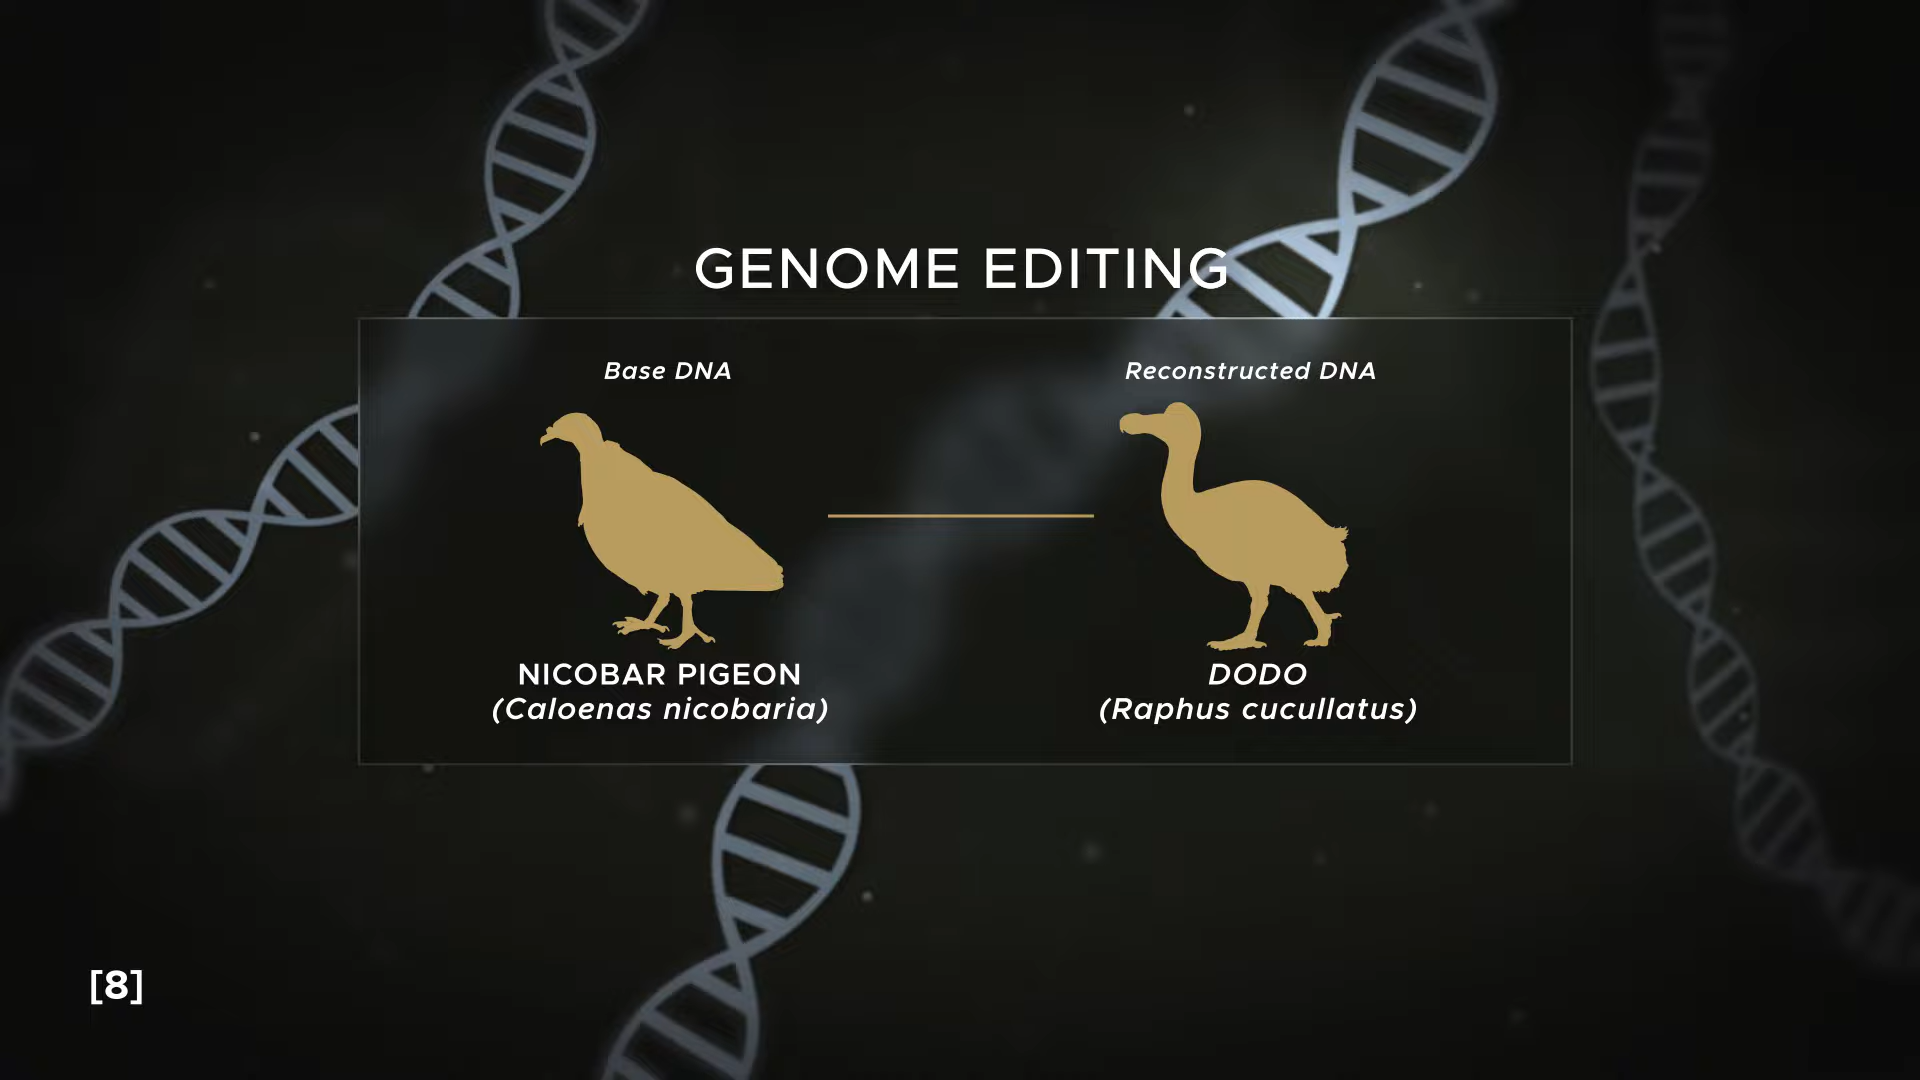 GENOME EDITING
Base DNA
Reconstructed DNA
NICOBAR PIGEON
(Caloenas nicobaria)
DODO
(Raphus cucullatus)
[8]